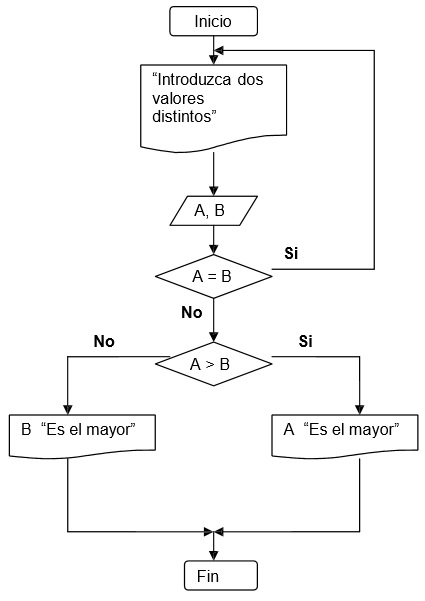 Inicio
“Introduzca dos
valores
distintos”
A, B
A = B
Si
No
A > B
No
Si
B “Es el mayor”
A “Es el mayor”
Fin